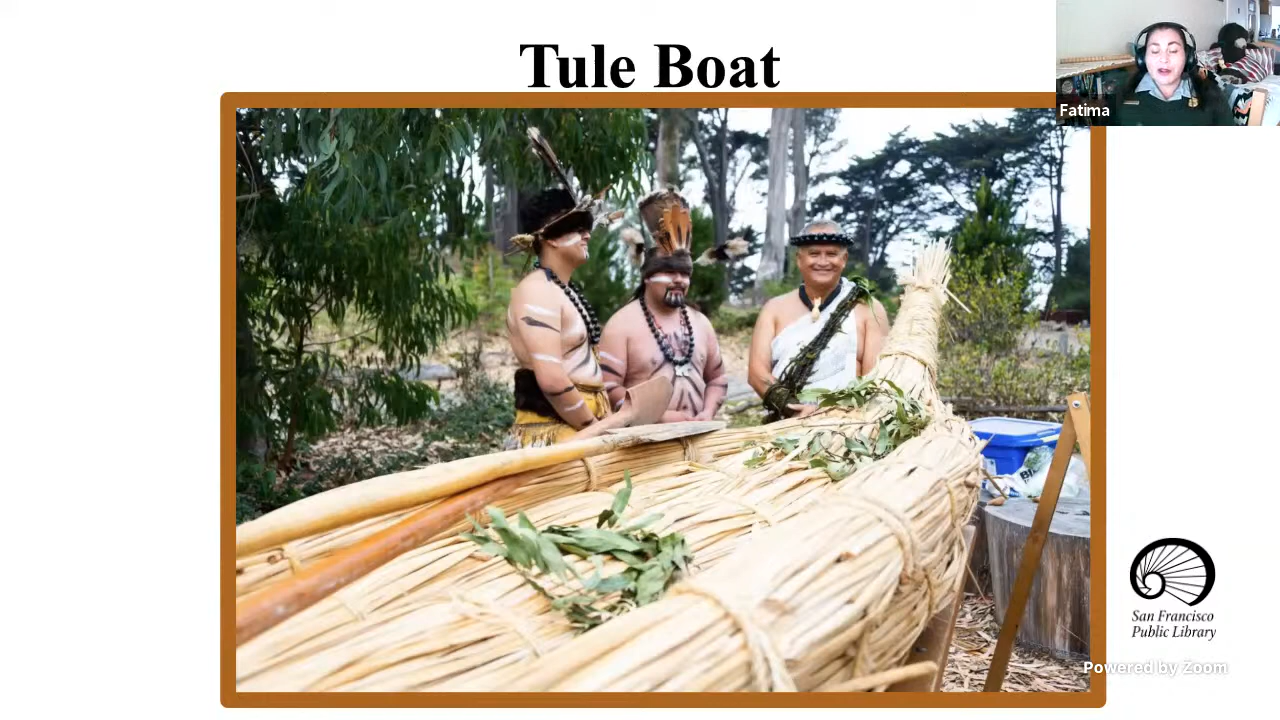 Tule Boat
Fatima
San Francisco
Public Library
Powered by Zoom